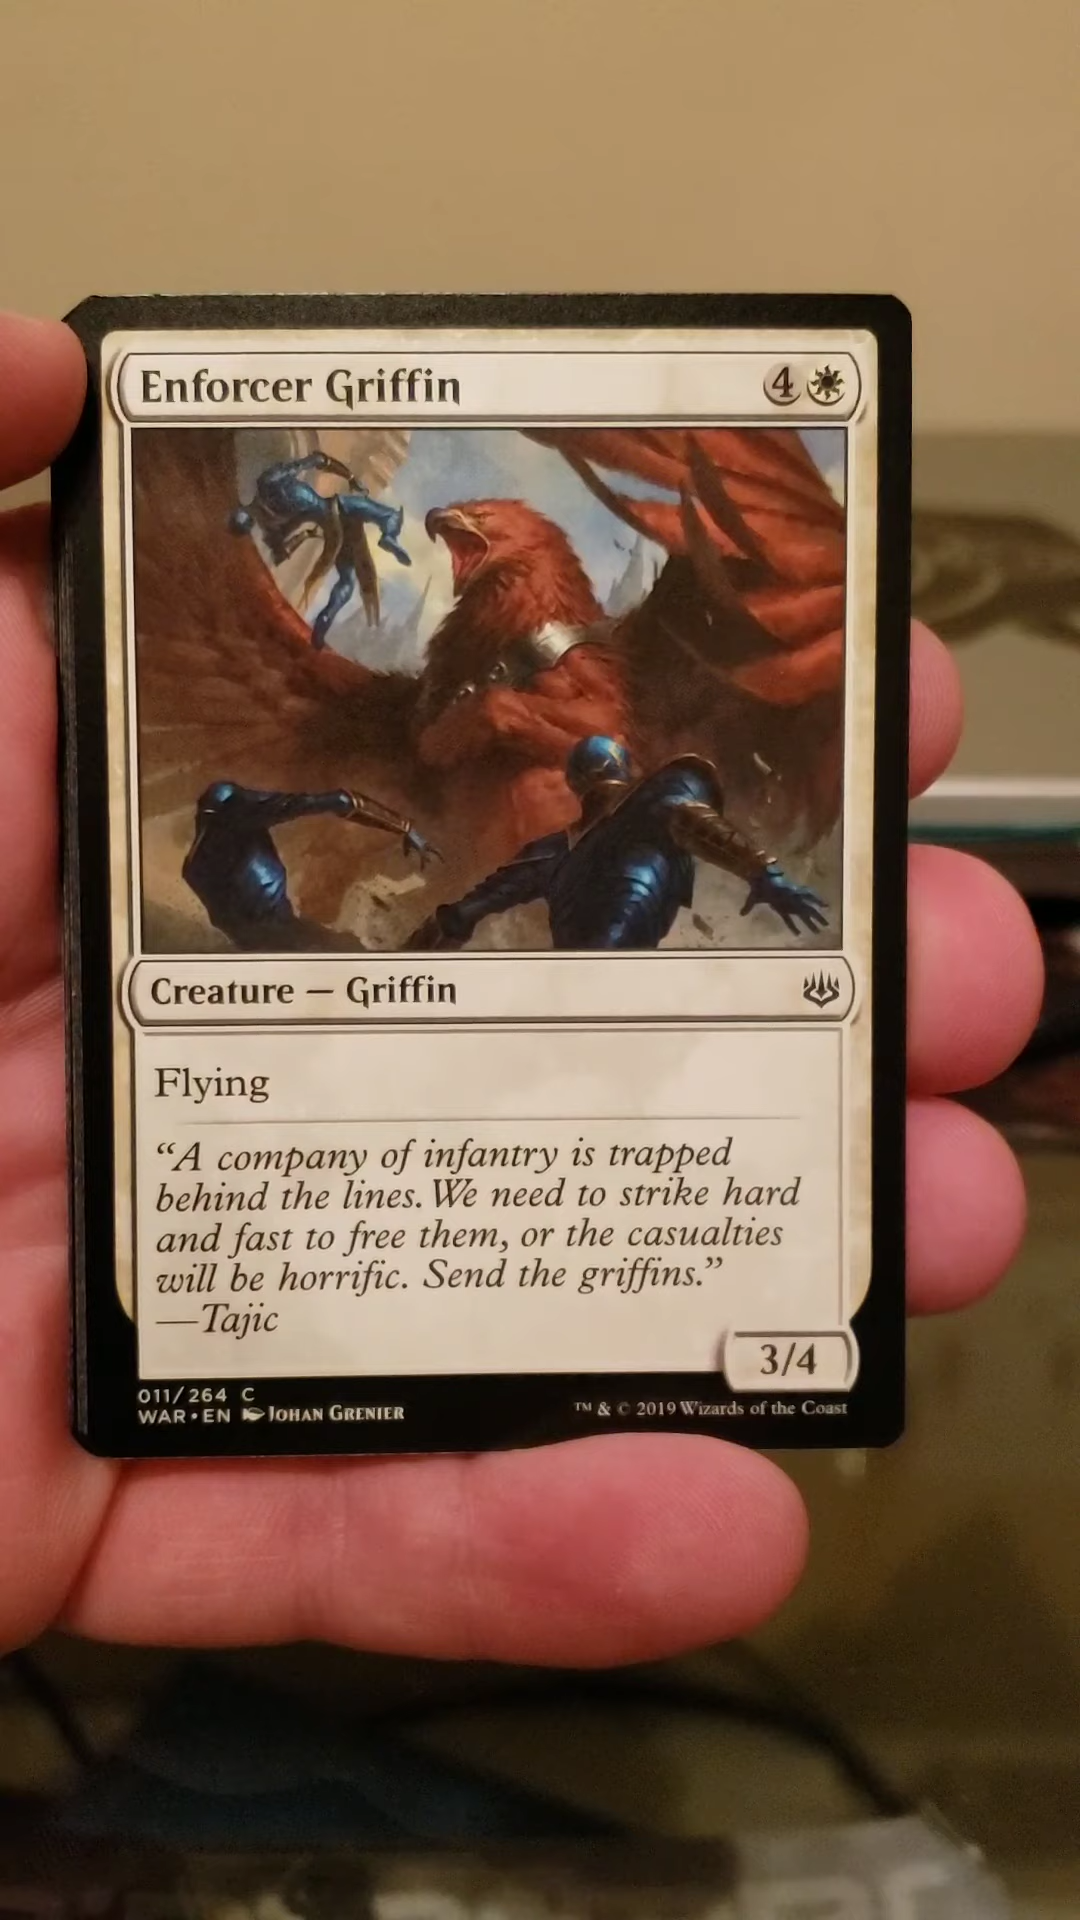 Enforcer Griffin 4
Creature — Griffin
Flying
“A company of infantry is trapped
behind the lines. We need to strike hard
and fast to free them, or the casualties
will be horrific. Send the griffins.”
—Tajic
3/4
011/264 C
WAR • EN JOHAN GRENIER
™ & © 2019 Wizards of the Coast